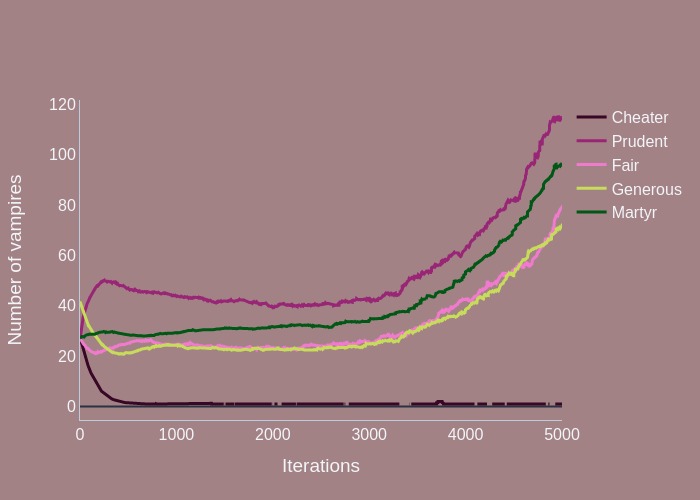 120
100
80
60
40
20
0
0 1000 2000 3000 4000 5000
Iterations
Number of vampires
Cheater
Prudent
Fair
Generous
Martyr